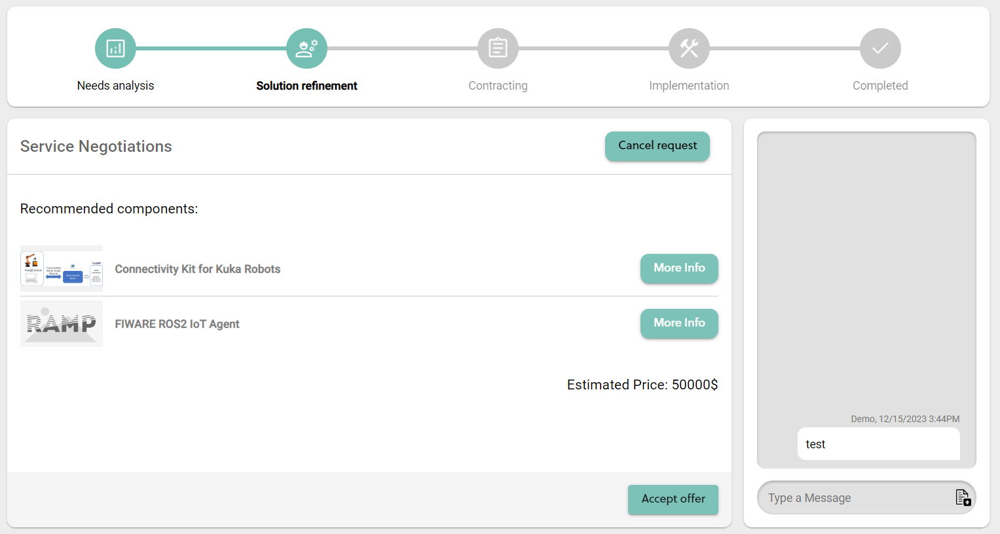 Needs analysis
Solution refinement
Contracting
Implementation
Completed
Service Negotiations
Cancel request
Recommended components:
Connectivity Kit for Kuka Robots
More Info
RAMP
FIWARE ROS2 IoT Agent
More Info
Estimated Price: 50000$
Accept offer
Demo, 12/15/2023 3:44PM
test
Type a Message